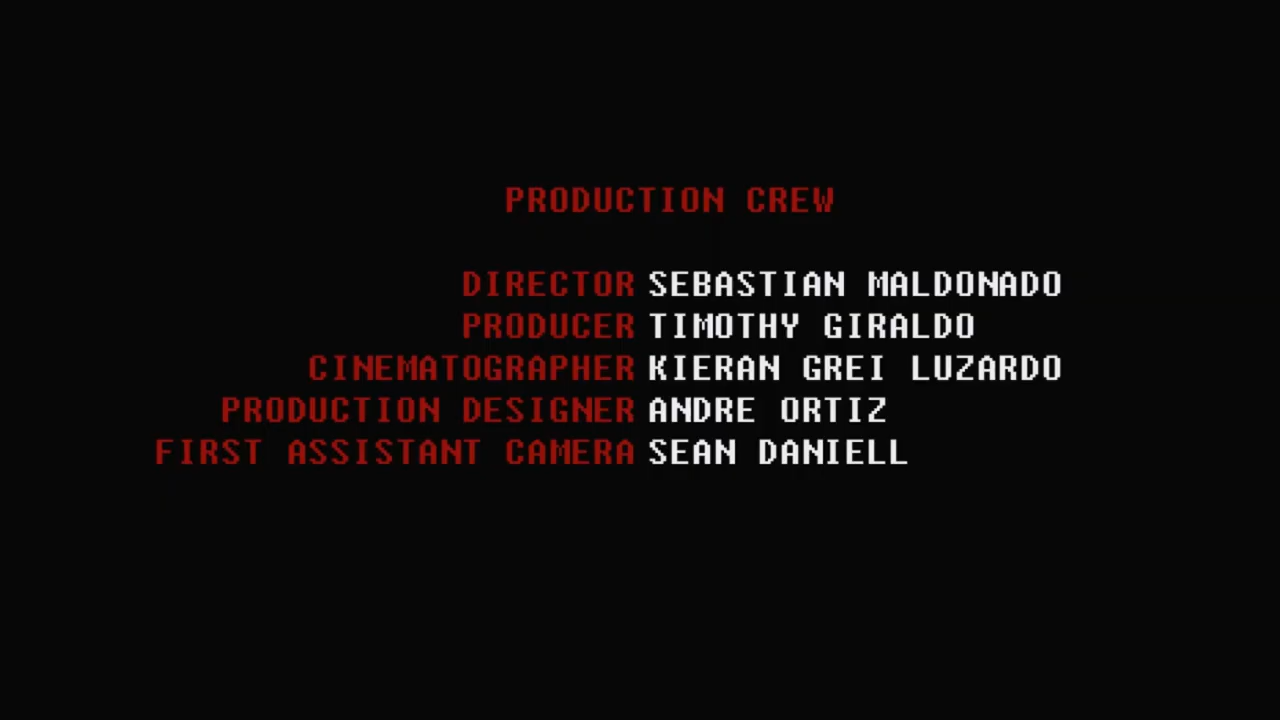 PRODUCTION CREW
DIRECTOR SEBASTIAN MALDONADO
PRODUCER TIMOTHY GIRALDO
CINEMATOGRAPHER KIERAN GREI LUZARDO
PRODUCTION DESIGNER ANDRE ORTIZ
FIRST ASSISTANT CAMERA SEAN DANIELL